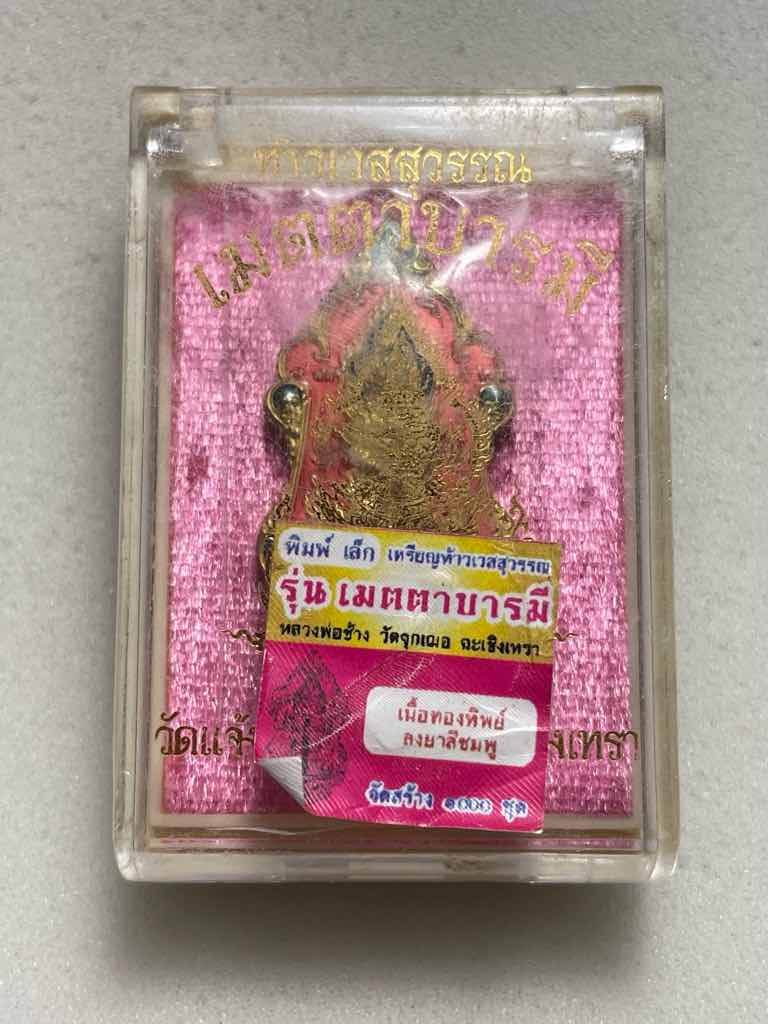 ท้าวเวสสุวรรณ
เมตตาบารมี
พิมพ์ เล็ก เหรียญท้าวเวสสุวรรณ
รุ่น เมตตาบารมี
หลวงพ่อช้าง วัดจุกเฌอ ฉะเชิงเทรา
เนื้อทองทิพย์
ลงยาสีชมพู
วัดแจ้ง
งเทรา
จัดสร้าง ๑๐๐๐ ชุด